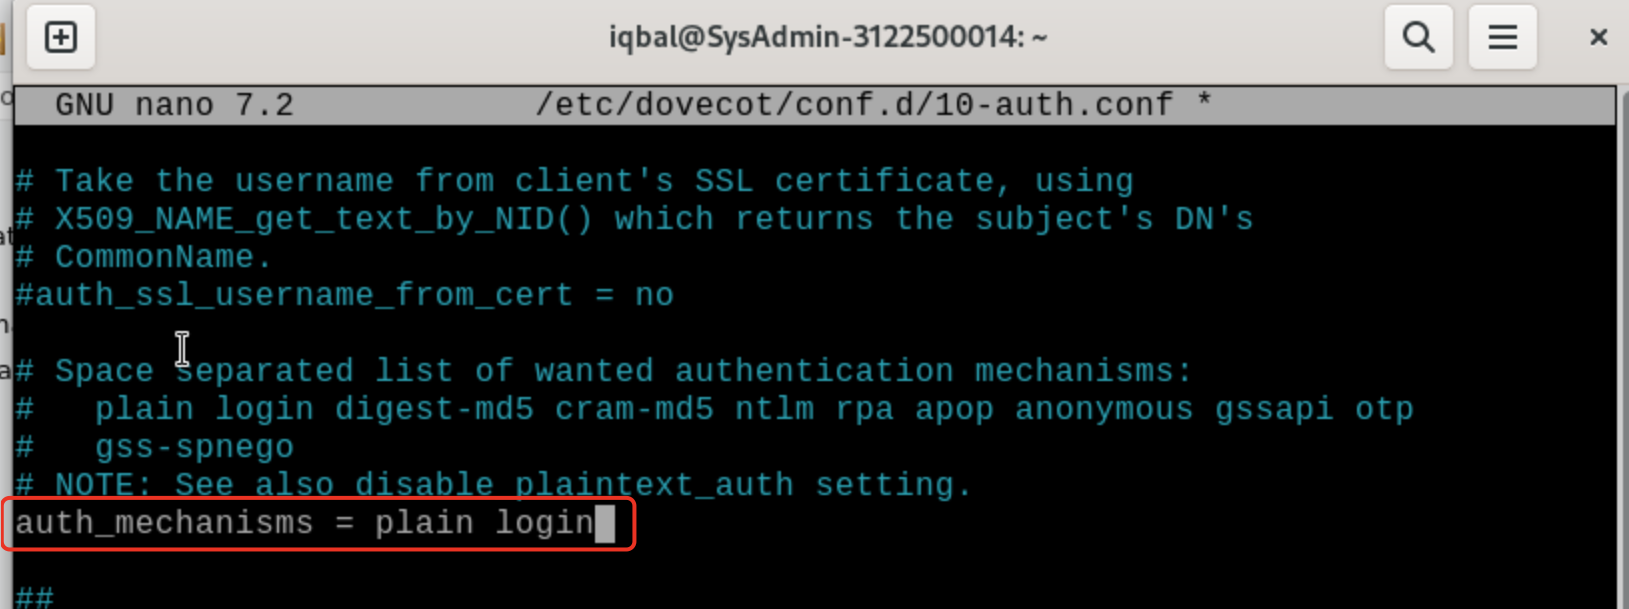 iqbal@SysAdmin-3122500014: ~
GNU nano 7.2 /etc/dovecot/conf.d/10-auth.conf *
# Take the username from client's SSL certificate, using
# X509_NAME_get_text_by_NID() which returns the subject's DN's
# CommonName.
#auth_ssl_username_from_cert = no
# Space separated list of wanted authentication mechanisms:
#   plain login digest-md5 cram-md5 ntlm rpa apop anonymous gssapi otp
#   gss-spnego
# NOTE: See also disable_plaintext_auth setting.
auth_mechanisms = plain login
##